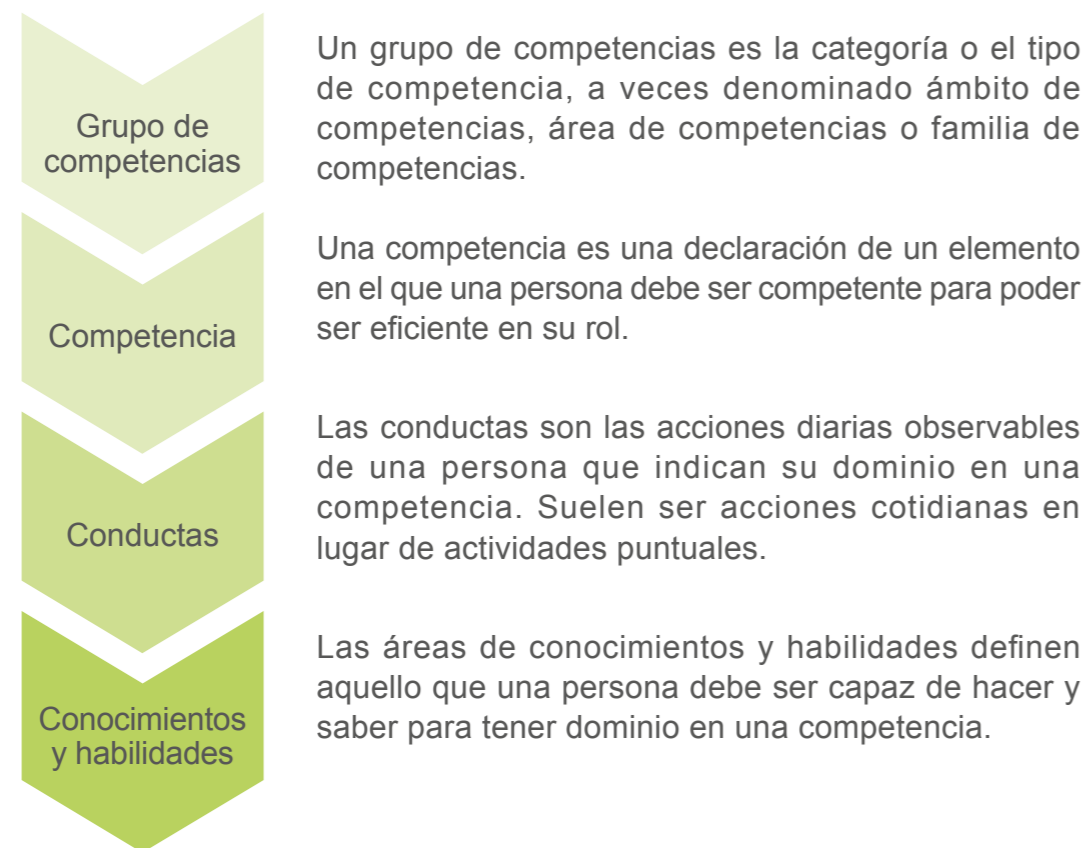 Grupo de
competencias
Un grupo de competencias es la categoría o el tipo
de competencia, a veces denominado ámbito de
competencias, área de competencias o familia de
competencias.
Competencia
Una competencia es una declaración de un elemento
en el que una persona debe ser competente para poder
ser eficiente en su rol.
Conductas
Las conductas son las acciones diarias observables
de una persona que indican su dominio en una
competencia. Suelen ser acciones cotidianas en
lugar de actividades puntuales.
Conocimientos
y habilidades
Las áreas de conocimientos y habilidades definen
aquello que una persona debe ser capaz de hacer y
saber para tener dominio en una competencia.